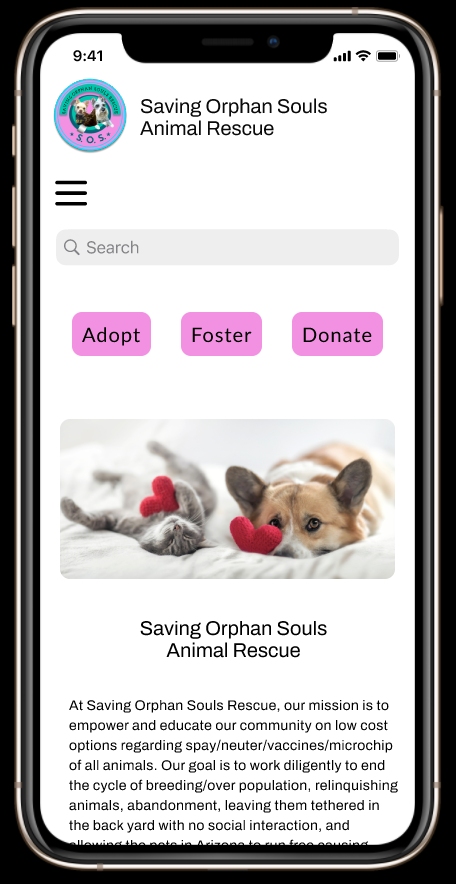 9:41
SAVING ORPHAN SOULS RESCUE
S. O. S.
Saving Orphan Souls
Animal Rescue
Search
Adopt
Foster
Donate
Saving Orphan Souls
Animal Rescue
At Saving Orphan Souls Rescue, our mission is to
empower and educate our community on low cost
options regarding spay/neuter/vaccines/microchip
of all animals. Our goal is to work diligently to end
the cycle of breeding/over population, relinquishing
animals, abandonment, leaving them tethered in
the back yard with no social interaction, and
allowing the pets in Arizona to run free causing